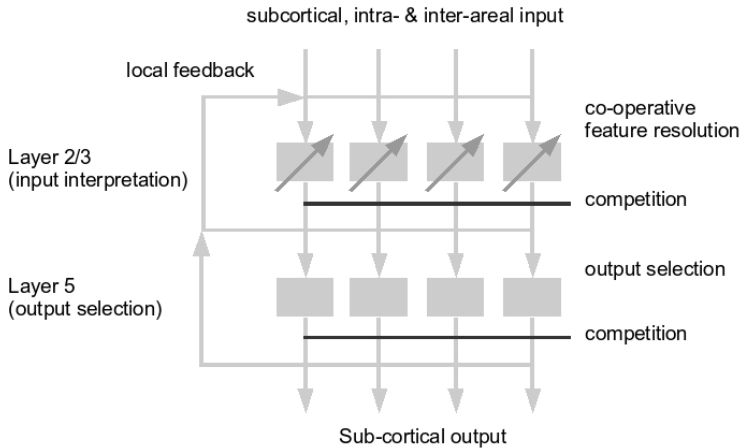 subcortical, intra- & inter-areal input
local feedback
co-operative
feature resolution
Layer 2/3
(input interpretation)
competition
output selection
Layer 5
(output selection)
competition
Sub-cortical output